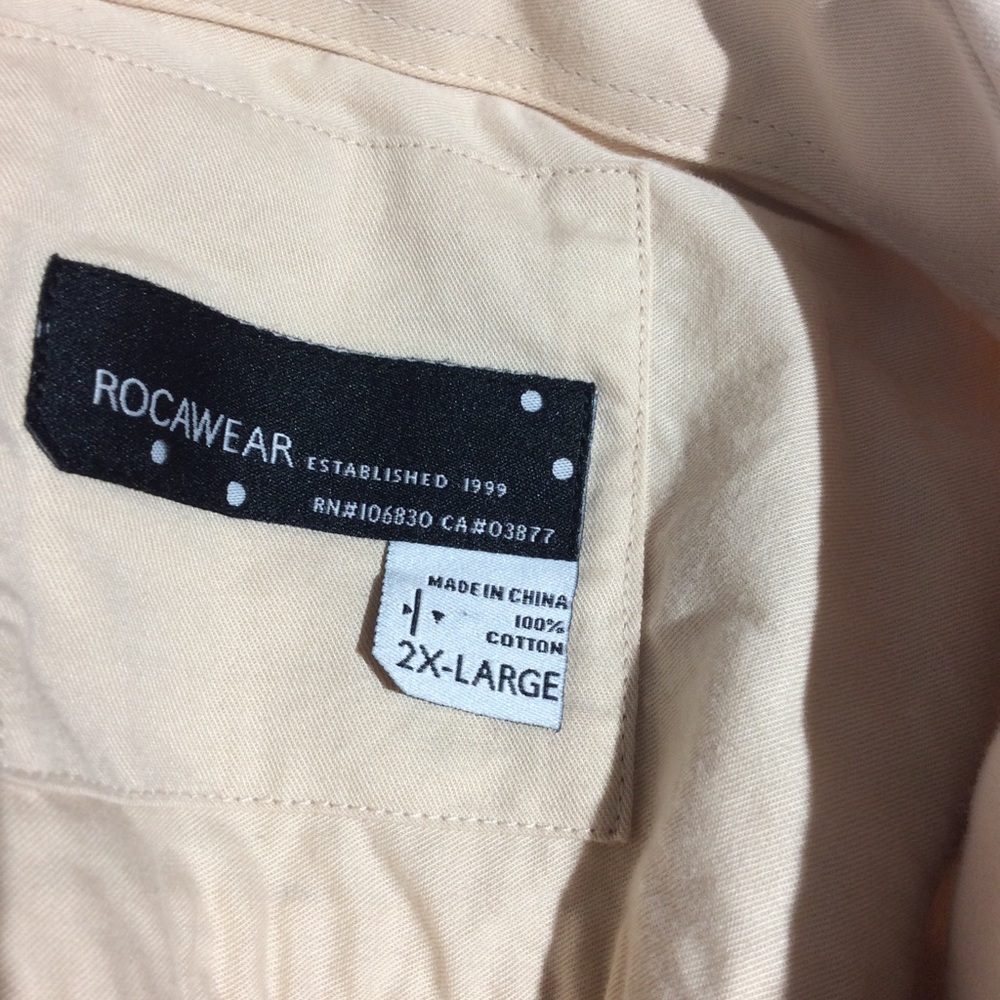 ROCAWEAR ESTABLISHED 1999
RN#106830 CA#03877
MADE IN CHINA
100%
COTTON
2X-LARGE